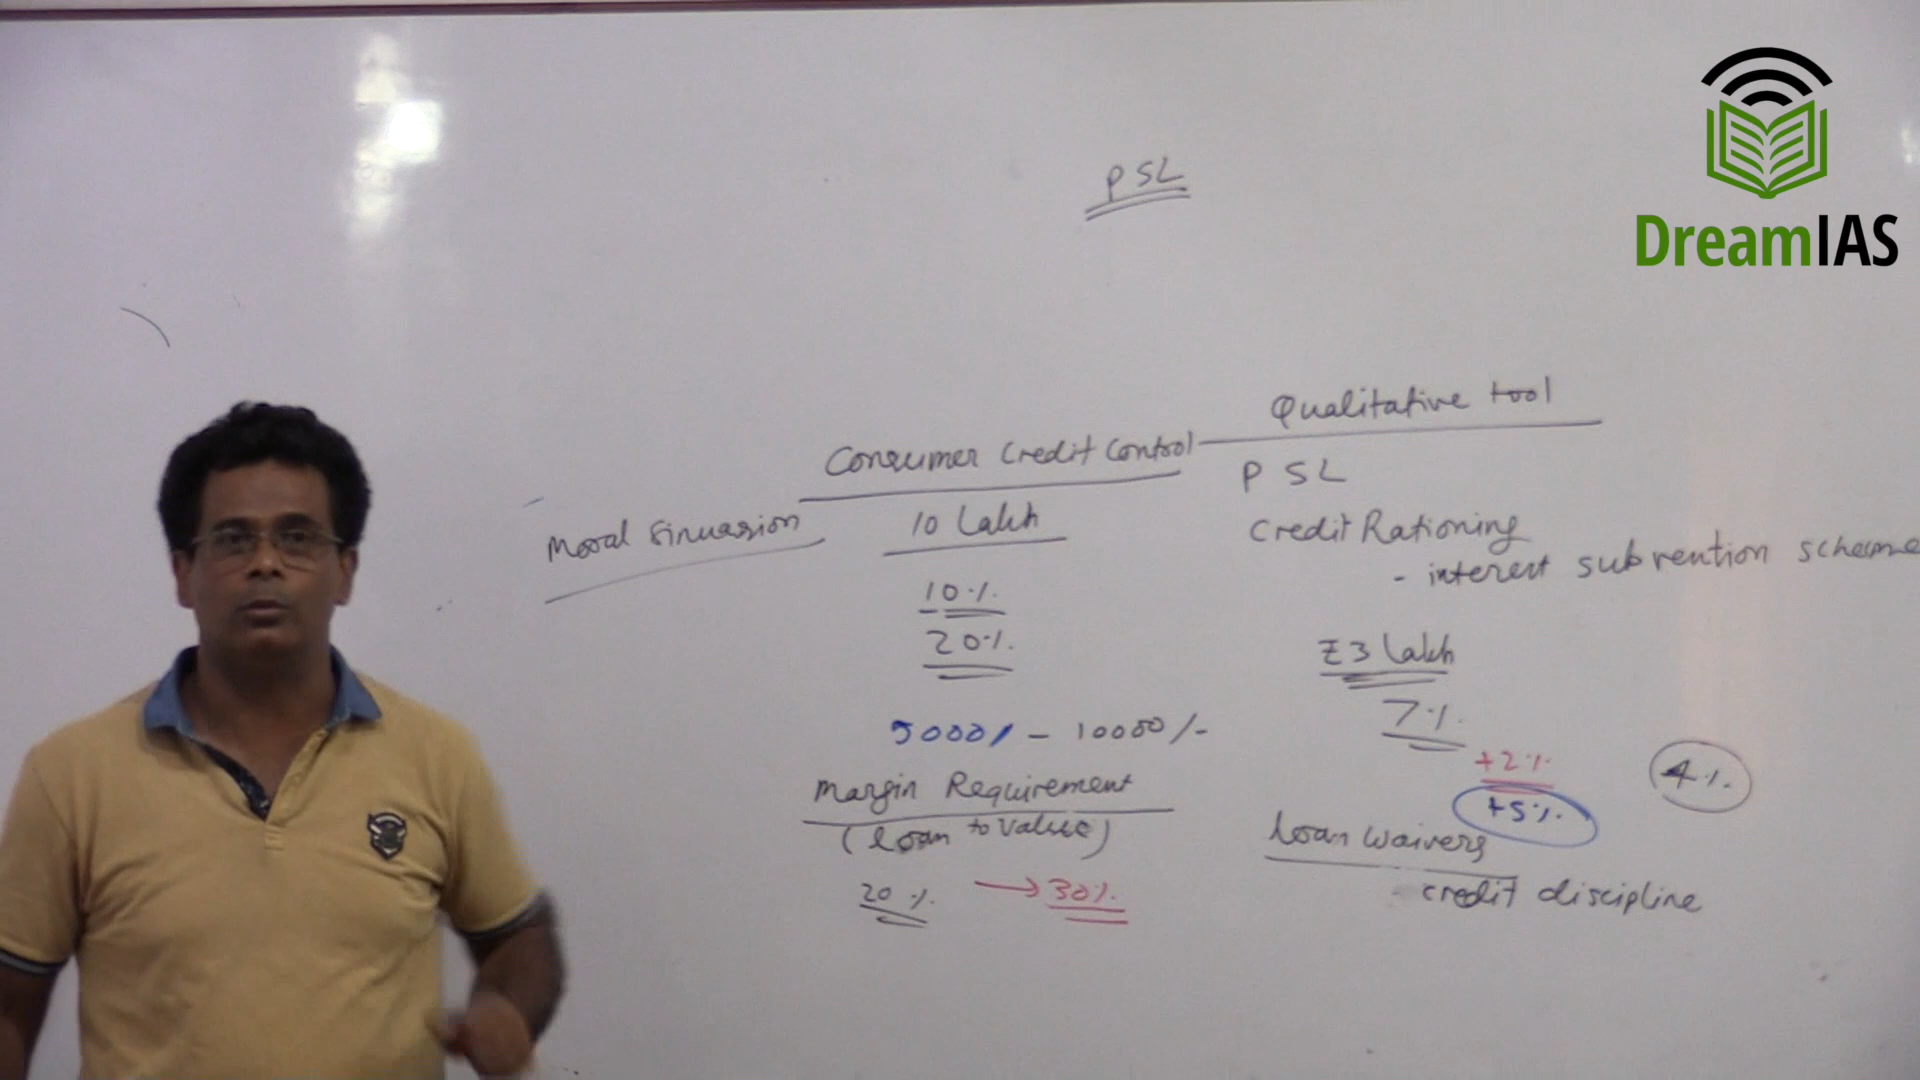 PSL
DreamIAS
Qualitative tool
PSL
Credit Rationing
- interest subvention scheme
₹3 Lakh
7%
+2%
+5%
4%
Loan waivers
- credit discipline
Consumer Credit Control
10 Lakh
10%
20%
5000/ - 10000/-
Margin Requirement
(Loan to Value)
20% → 30%
Moral